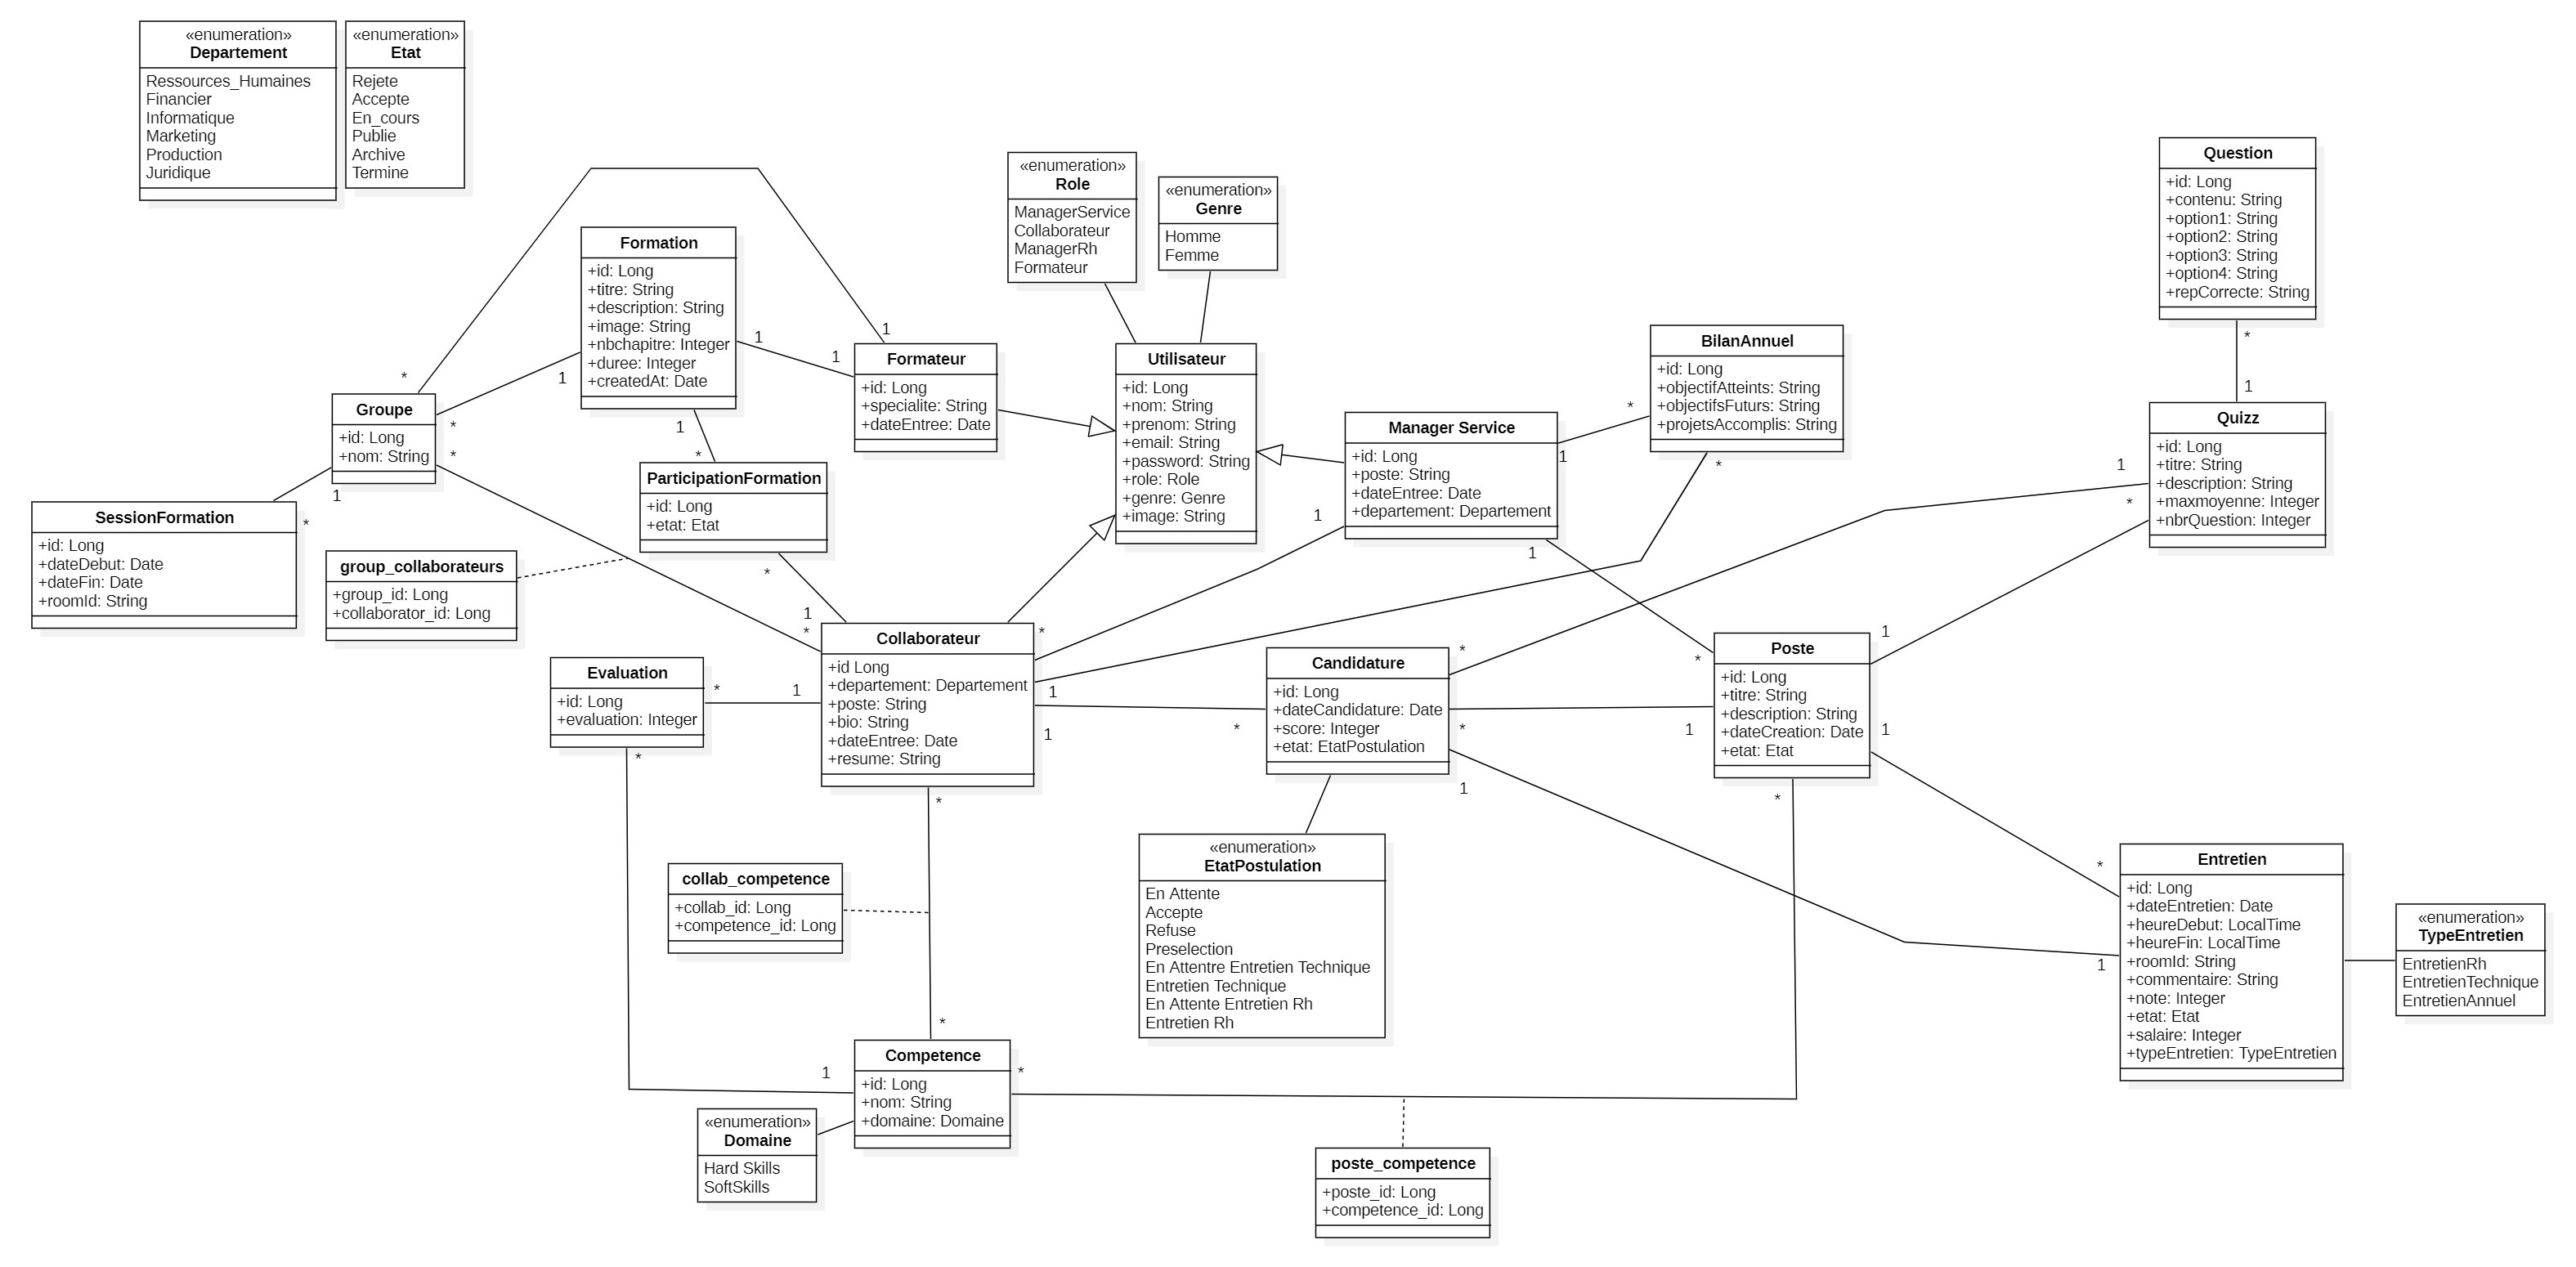 «enumeration»
Departement
Ressources_Humaines
Financier
Informatique
Marketing
Production
Juridique
«enumeration»
Etat
Rejete
Accepte
En_cours
Publie
Archive
Termine
«enumeration»
Role
ManagerService
Collaborateur
ManagerRh
Formateur
«enumeration»
Genre
Homme
Femme
Question
+id: Long
+contenu: String
+option1: String
+option2: String
+option3: String
+option4: String
+repCorrecte: String
*
1
Formation
+id: Long
+titre: String
+description: String
+image: String
+nbchapitre: Integer
+duree: Integer
+createdAt: Date
1
1
1
1
*
Formateur
+id: Long
+specialite: String
+dateEntree: Date
1
Utilisateur
+id: Long
+nom: String
+prenom: String
+email: String
+password: String
+role: Role
+genre: Genre
+image: String
BilanAnnuel
+id: Long
+objectifAtteints: String
+objectifsFuturs: String
+projetsAccomplis: String
*
*
Manager Service
+id: Long
+poste: String
+dateEntree: Date
+departement: Departement
1
1
1
Quizz
+id: Long
+titre: String
+description: String
+maxmoyenne: Integer
+nbrQuestion: Integer
1
*
*
Groupe
+id: Long
+nom: String
*
*
1
SessionFormation
+id: Long
+dateDebut: Date
+dateFin: Date
+roomId: String
*
ParticipationFormation
+id: Long
+etat: Etat
*
group_collaborateurs
+group_id: Long
+collaborator_id: Long
1
*
Collaborateur
+id Long
+departement: Departement
+poste: String
+bio: String
+dateEntree: Date
+resume: String
*
1
1
1
*
Evaluation
+id: Long
+evaluation: Integer
*
*
Candidature
+id: Long
+dateCandidature: Date
+score: Integer
+etat: EtatPostulation
*
*
*
1
Poste
+id: Long
+titre: String
+description: String
+dateCreation: Date
+etat: Etat
*
1
1
1
*
«enumeration»
EtatPostulation
En Attente
Accepte
Refuse
Preselection
En Attentre Entretien Technique
Entretien Technique
En Attente Entretien Rh
Entretien Rh
Entretien
+id: Long
+dateEntretien: Date
+heureDebut: LocalTime
+heureFin: LocalTime
+roomId: String
+commentaire: String
+note: Integer
+etat: Etat
+salaire: Integer
+typeEntretien: TypeEntretien
*
1
«enumeration»
TypeEntretien
EntretienRh
EntretienTechnique
EntretienAnnuel
collab_competence
+collab_id: Long
+competence_id: Long
*
Competence
+id: Long
+nom: String
+domaine: Domaine
1
*
«enumeration»
Domaine
Hard Skills
SoftSkills
poste_competence
+poste_id: Long
+competence_id: Long